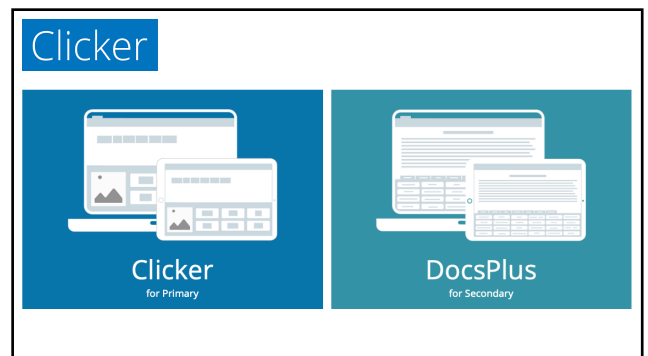 Clicker
Clicker
for Primary
DocsPlus
for Secondary